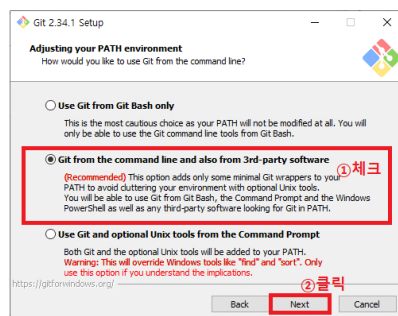 Git 2.34.1 Setup
Adjusting your PATH environment
How would you like to use Git from the command line?
Use Git from Git Bash only
This is the most cautious choice as your PATH will not be modified at all. You will
only be able to use the Git command line tools from Git Bash.
Git from the command line and also from 3rd-party software
①체크
(Recommended) This option adds only some minimal Git wrappers to your
PATH to avoid cluttering your environment with optional Unix tools.
You will be able to use Git from Git Bash, the Command Prompt and the Windows
PowerShell as well as any third-party software looking for Git in PATH.
Use Git and optional Unix tools from the Command Prompt
Both Git and the optional Unix tools will be added to your PATH.
Warning: This will override Windows tools like "find" and "sort". Only
use this option if you understand the implications.
https://gitforwindows.org/
②클릭
Back
Next
Cancel